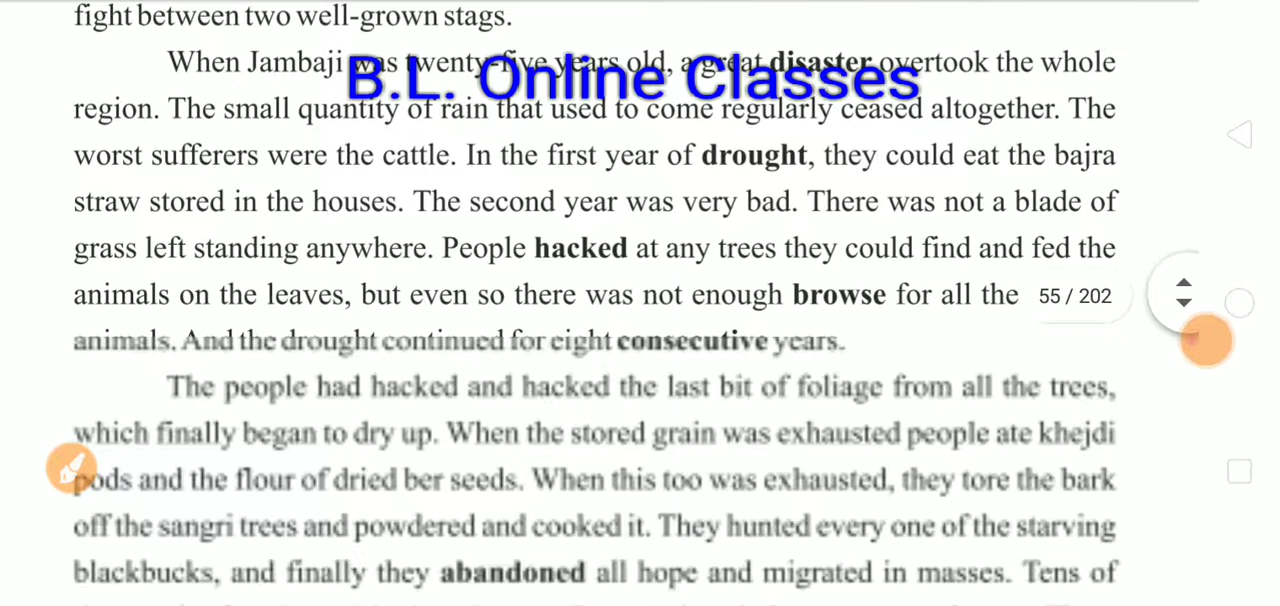 fight between two well-grown stags.
When Jambaji was twenty-five years old, a great disaster overtook the whole
B.L. Online Classes
region. The small quantity of rain that used to come regularly ceased altogether. The
worst sufferers were the cattle. In the first year of drought, they could eat the bajra
straw stored in the houses. The second year was very bad. There was not a blade of
grass left standing anywhere. People hacked at any trees they could find and fed the
animals on the leaves, but even so there was not enough browse for all the 55 / 202
animals. And the drought continued for eight consecutive years.
The people had hacked and hacked the last bit of foliage from all the trees,
which finally began to dry up. When the stored grain was exhausted people ate khejdi
pods and the flour of dried ber seeds. When this too was exhausted, they tore the bark
off the sangri trees and powdered and cooked it. They hunted every one of the starving
blackbucks, and finally they abandoned all hope and migrated in masses. Tens of